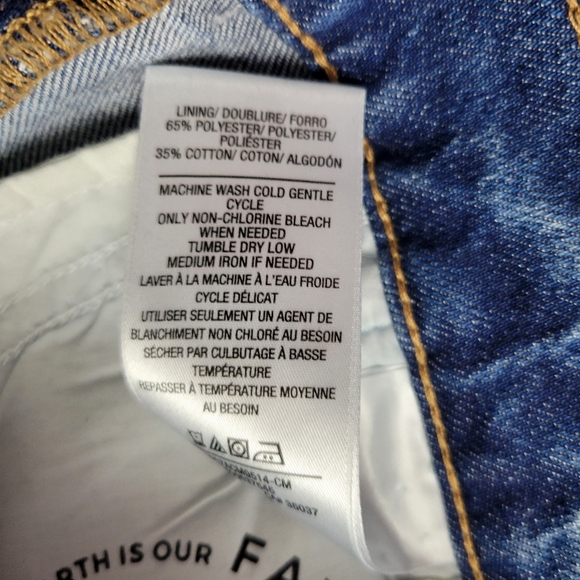 LINING/ DOUBLURE/ FORRO
65% POLYESTER/ POLYESTER/
POLIÉSTER
35% COTTON/ COTON/ ALGODÓN
MACHINE WASH COLD GENTLE
CYCLE
ONLY NON-CHLORINE BLEACH
WHEN NEEDED
TUMBLE DRY LOW
MEDIUM IRON IF NEEDED
LAVER À LA MACHINE À L'EAU FROIDE
CYCLE DÉLICAT
UTILISER SEULEMENT UN AGENT DE
BLANCHIMENT NON CHLORÉ AU BESOIN
SÉCHER PAR CULBUTAGE À BASSE
TEMPÉRATURE
REPASSER À TEMPÉRATURE MOYENNE
AU BESOIN
38037
RTH IS OUR FA